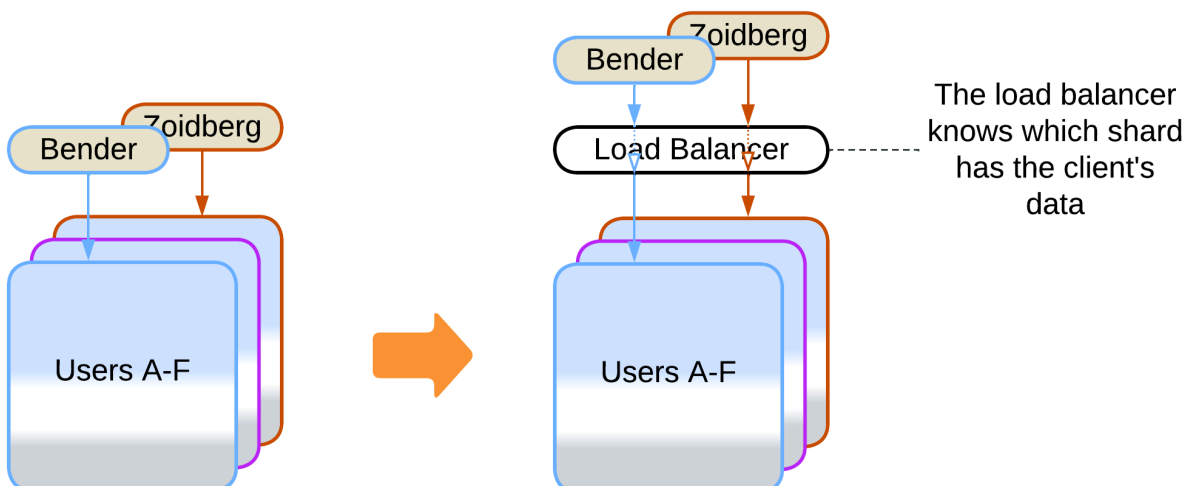 Zoidberg
Bender
Users A-F
Zoidberg
Bender
Load Balancer
The load balancer
knows which shard
has the client's
data
Users A-F